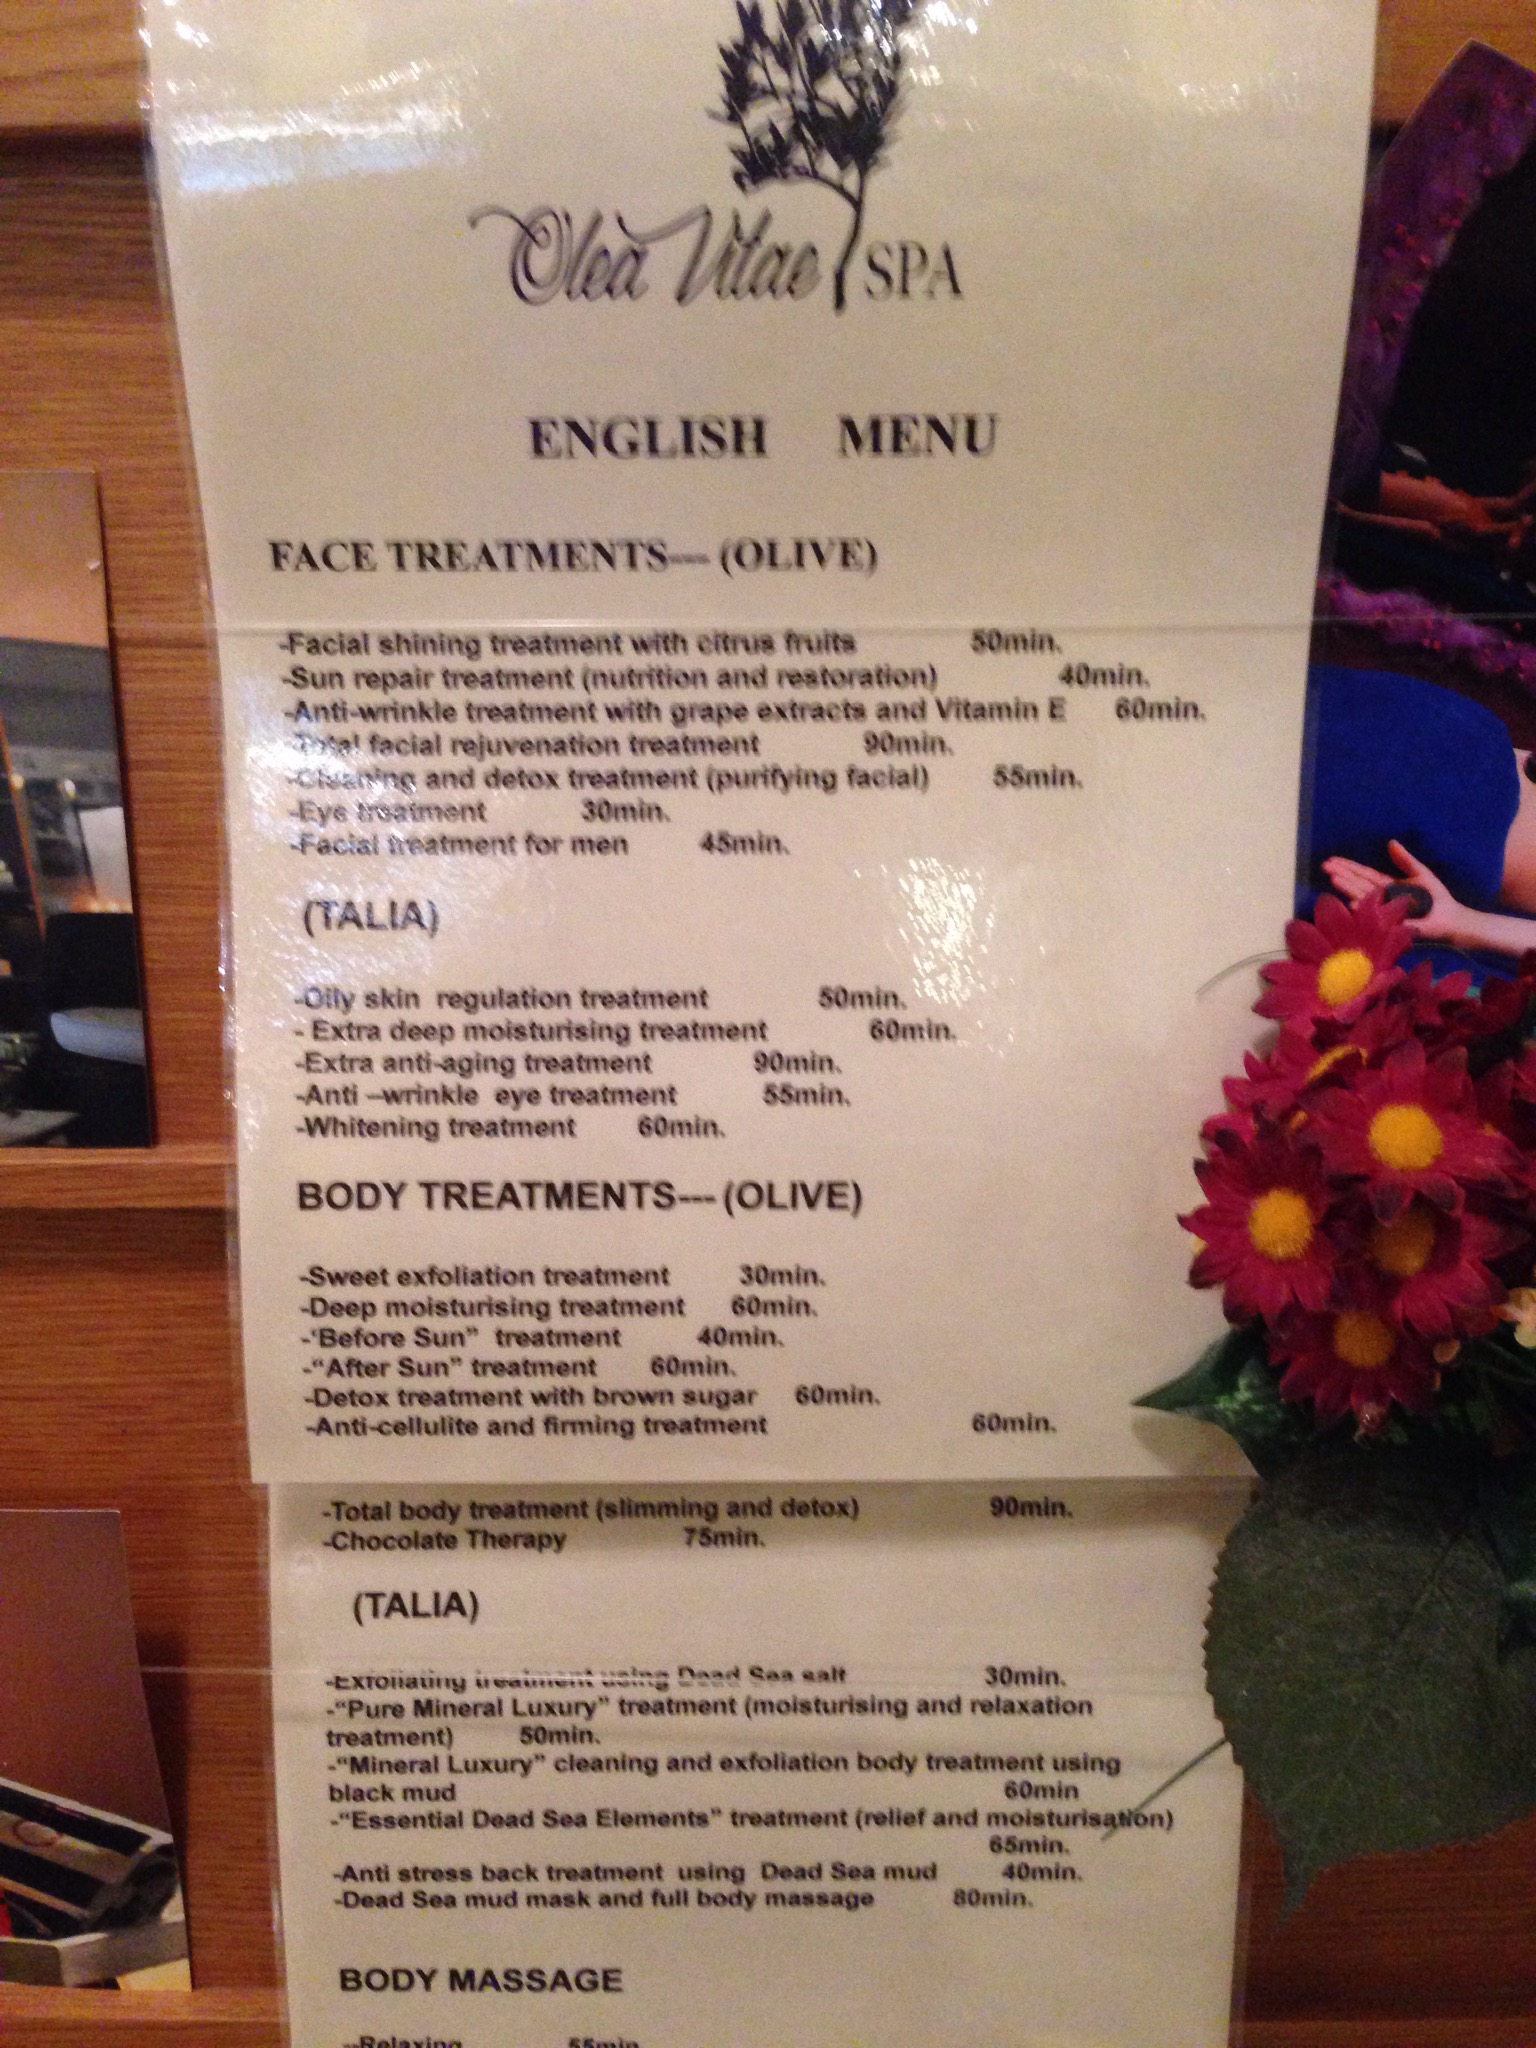 Olea Vitae SPA
ENGLISH MENU
FACE TREATMENTS--- (OLIVE)
-Facial shining treatment with citrus fruits 50min.
-Sun repair treatment (nutrition and restoration) 40min.
-Anti-wrinkle treatment with grape extracts and Vitamin E 60min.
-Total facial rejuvenation treatment 90min.
-Cleaning and detox treatment (purifying facial) 55min.
-Eye treatment 30min.
-Facial treatment for men 45min.
(TALIA)
-Oily skin regulation treatment 50min.
- Extra deep moisturising treatment 60min.
-Extra anti-aging treatment 90min.
-Anti –wrinkle eye treatment 55min.
-Whitening treatment 60min.
BODY TREATMENTS--- (OLIVE)
-Sweet exfoliation treatment 30min.
-Deep moisturising treatment 60min.
-‘Before Sun” treatment 40min.
-“After Sun” treatment 60min.
-Detox treatment with brown sugar 60min.
-Anti-cellulite and firming treatment 60min.
-Total body treatment (slimming and detox) 90min.
-Chocolate Therapy 75min.
(TALIA)
-Exfoliating treatment using Dead Sea salt 30min.
-“Pure Mineral Luxury” treatment (moisturising and relaxation
treatment) 50min.
-“Mineral Luxury” cleaning and exfoliation body treatment using
black mud 60min
-“Essential Dead Sea Elements” treatment (relief and moisturisation)
65min.
-Anti stress back treatment using Dead Sea mud 40min.
-Dead Sea mud mask and full body massage 80min.
BODY MASSAGE
--Relaxing 55min